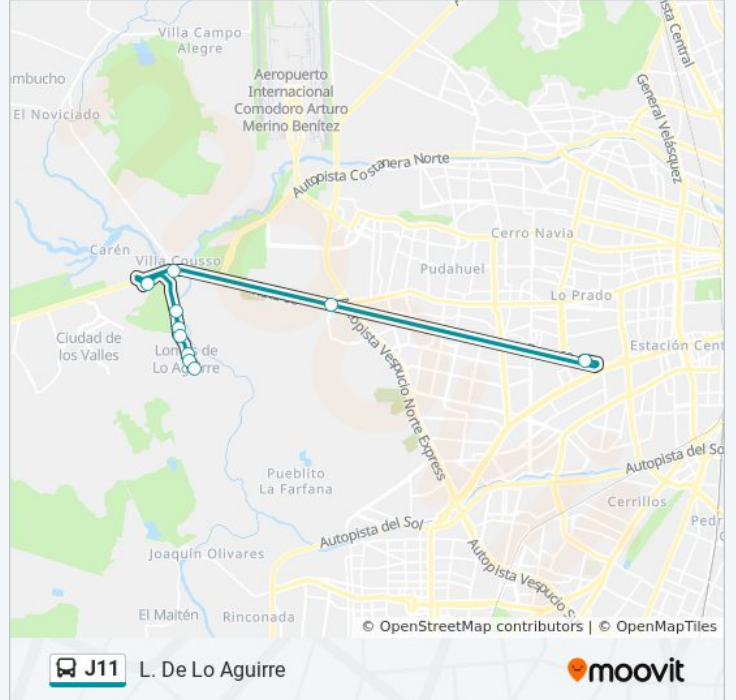 Villa Campo
Alegre
ista Central
Aeropuerto
Internacional
Comodoro Arturo
Merino Benítez
mbucho
El Noviciado
General Velásquez
Autopista Costanera Norte
Cerro Navia
Carén
Villa Cousso
Pudahuel
Lo Prado
Ciudad de
los Valles
Lomas de
Lo Aguirre
Estación Cent
Autopista Vespucio Norte Express
Autopista del So
Pueblito
La Farfana
Cerrillos
Autopista del Sol
Pedr
Joaquín Olivares
Autopista Vespucio S
El Maitén
Rinconada
© OpenStreetMap contributors | © OpenMapTiles
J11 L. De Lo Aguirre
moovit